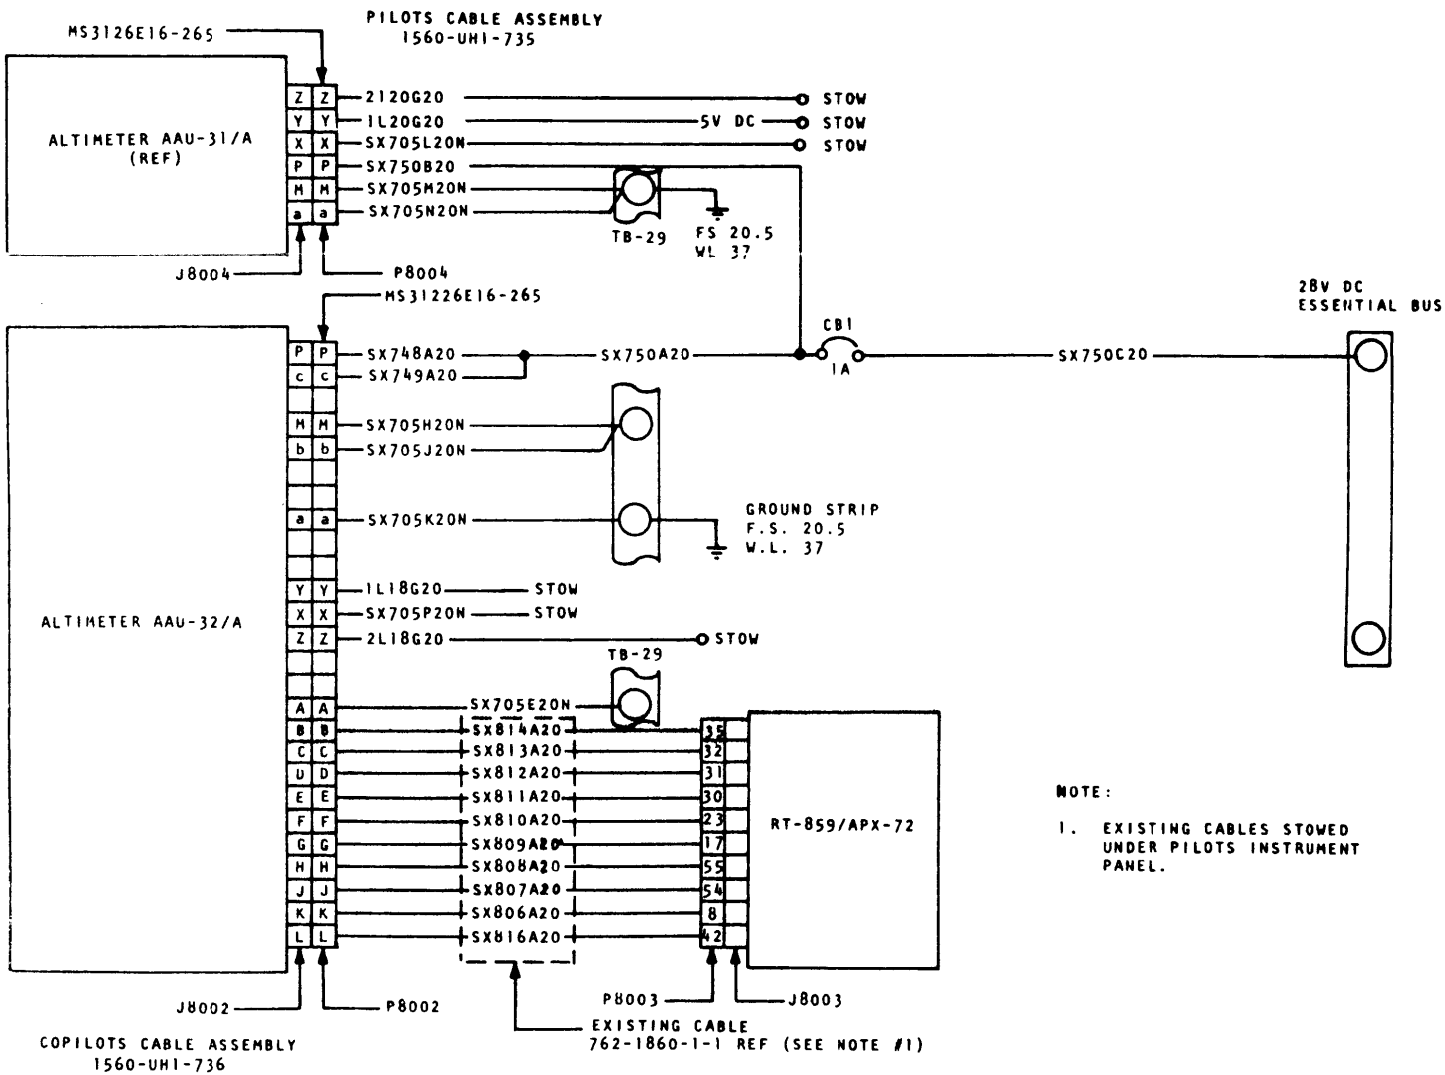 PILOTS CABLE ASSEMBLY
1560-UH1-735
MS3126E16-265
ALTIMETER AAU-31/A
(REF)
Z Z 2120G20 STOW
Y Y 1L20G20 5V DC STOW
X X SX705L20N STOW
P P SX750B20
M M SX705M20N
a a SX705N20N
TB-29
FS 20.5
WL 37
J8004
P8004
MS31226E16-265
28V DC
ESSENTIAL BUS
CB1
1A
P P SX748A20 SX750A20 SX750C20
c c SX749A20
M M SX705H20N
b b SX705J20N
a a SX705K20N
GROUND STRIP
F.S. 20.5
W.L. 37
ALTIMETER AAU-32/A
Y Y 1L18G20 STOW
X X SX705P20N STOW
Z Z 2L18G20 STOW
TB-29
A A SX705E20N
B B SX814A20 35
C C SX813A20 32
D D SX812A20 31
E E SX811A20 30
F F SX810A20 23
G G SX809A20 17
H H SX808A20 55
J J SX807A20 54
K K SX806A20 8
L L SX816A20 42
RT-859/APX-72
NOTE:
1. EXISTING CABLES STOWED
UNDER PILOTS INSTRUMENT
PANEL.
J8002
P8002
P8003
J8003
COPILOTS CABLE ASSEMBLY
1560-UH1-736
EXISTING CABLE
762-1860-1-1 REF (SEE NOTE #1)